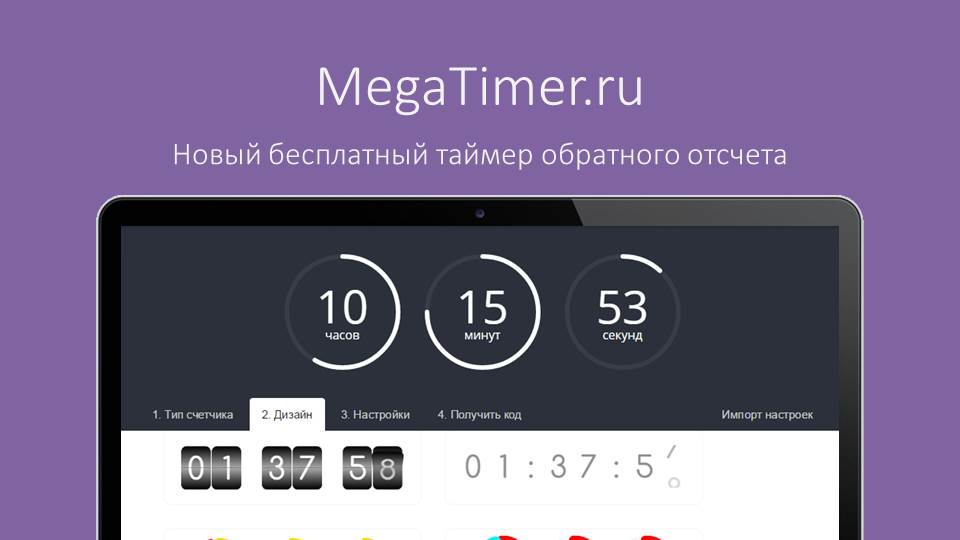 MegaTimer.ru
Новый бесплатный таймер обратного отсчета
10 15 53
часов минут секунд
1. Тип счетчика 2. Дизайн 3. Настройки 4. Получить код Импорт настроек
01 37 58 01:37:5